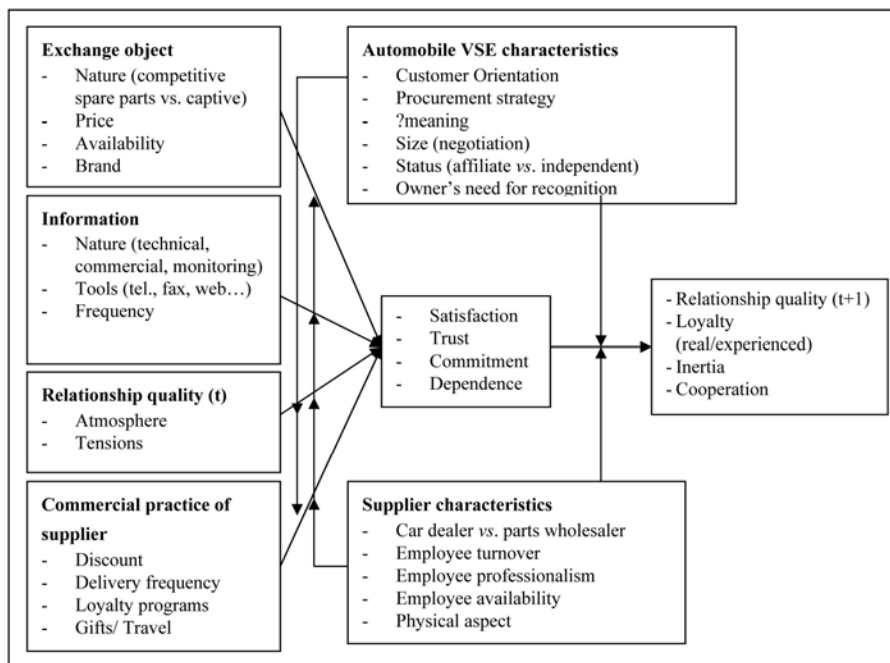 Exchange object
- Nature (competitive
spare parts vs. captive)
- Price
- Availability
- Brand
Information
- Nature (technical,
commercial, monitoring)
- Tools (tel., fax, web…)
- Frequency
Relationship quality (t)
- Atmosphere
- Tensions
Commercial practice of
supplier
- Discount
- Delivery frequency
- Loyalty programs
- Gifts/ Travel
Automobile VSE characteristics
- Customer Orientation
- Procurement strategy
- ?meaning
- Size (negotiation)
- Status (affiliate vs. independent)
- Owner's need for recognition
- Satisfaction
- Trust
- Commitment
- Dependence
Supplier characteristics
- Car dealer vs. parts wholesaler
- Employee turnover
- Employee professionalism
- Employee availability
- Physical aspect
- Relationship quality (t+1)
- Loyalty
(real/experienced)
- Inertia
- Cooperation